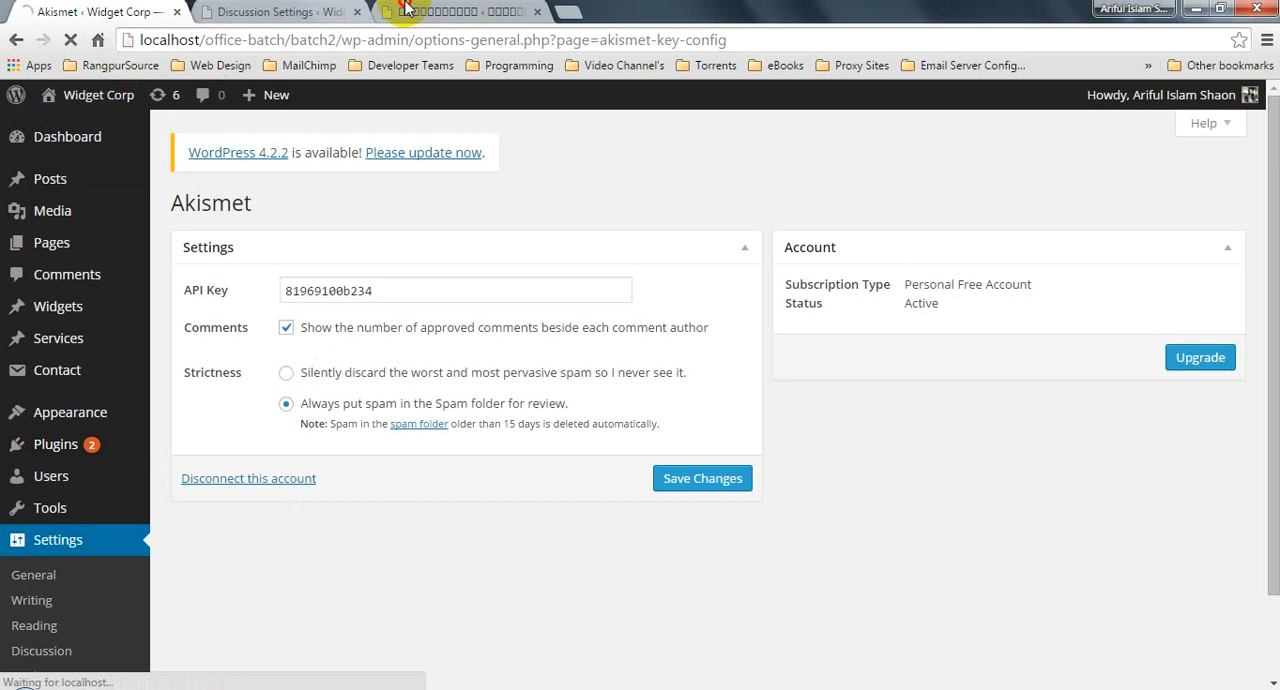 Akismet ‹ Widget Corp —
Discussion Settings ‹ Wid
Ariful Islam S...
localhost/office-batch/batch2/wp-admin/options-general.php?page=akismet-key-config
Apps RangpurSource Web Design MailChimp Developer Teams Programming Video Channel's Torrents eBooks Proxy Sites Email Server Config... » Other bookmarks
Widget Corp 6 0 + New Howdy, Ariful Islam Shaon
Help
Dashboard
Posts
Media
Pages
Comments
Widgets
Services
Contact
Appearance
Plugins 2
Users
Tools
Settings
General
Writing
Reading
Discussion
WordPress 4.2.2 is available! Please update now.
Akismet
Settings
API Key 81969100b234
Comments Show the number of approved comments beside each comment author
Strictness Silently discard the worst and most pervasive spam so I never see it.
Always put spam in the Spam folder for review.
Note: Spam in the spam folder older than 15 days is deleted automatically.
Disconnect this account Save Changes
Account
Subscription Type Personal Free Account
Status Active
Upgrade
Waiting for localhost...